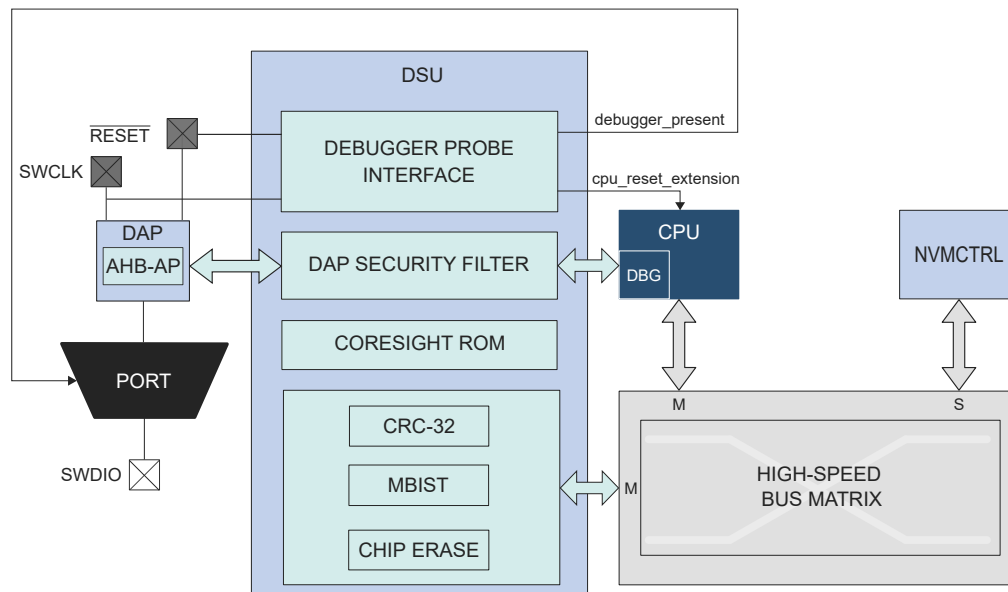 DSU
debugger_present
RESET
DEBUGGER PROBE
INTERFACE
SWCLK
cpu_reset_extension
DAP
CPU
AHB-AP
DAP SECURITY FILTER
DBG
NVMCTRL
CORESIGHT ROM
PORT
M
S
CRC-32
SWDIO
MBIST
M
HIGH-SPEED
BUS MATRIX
CHIP ERASE